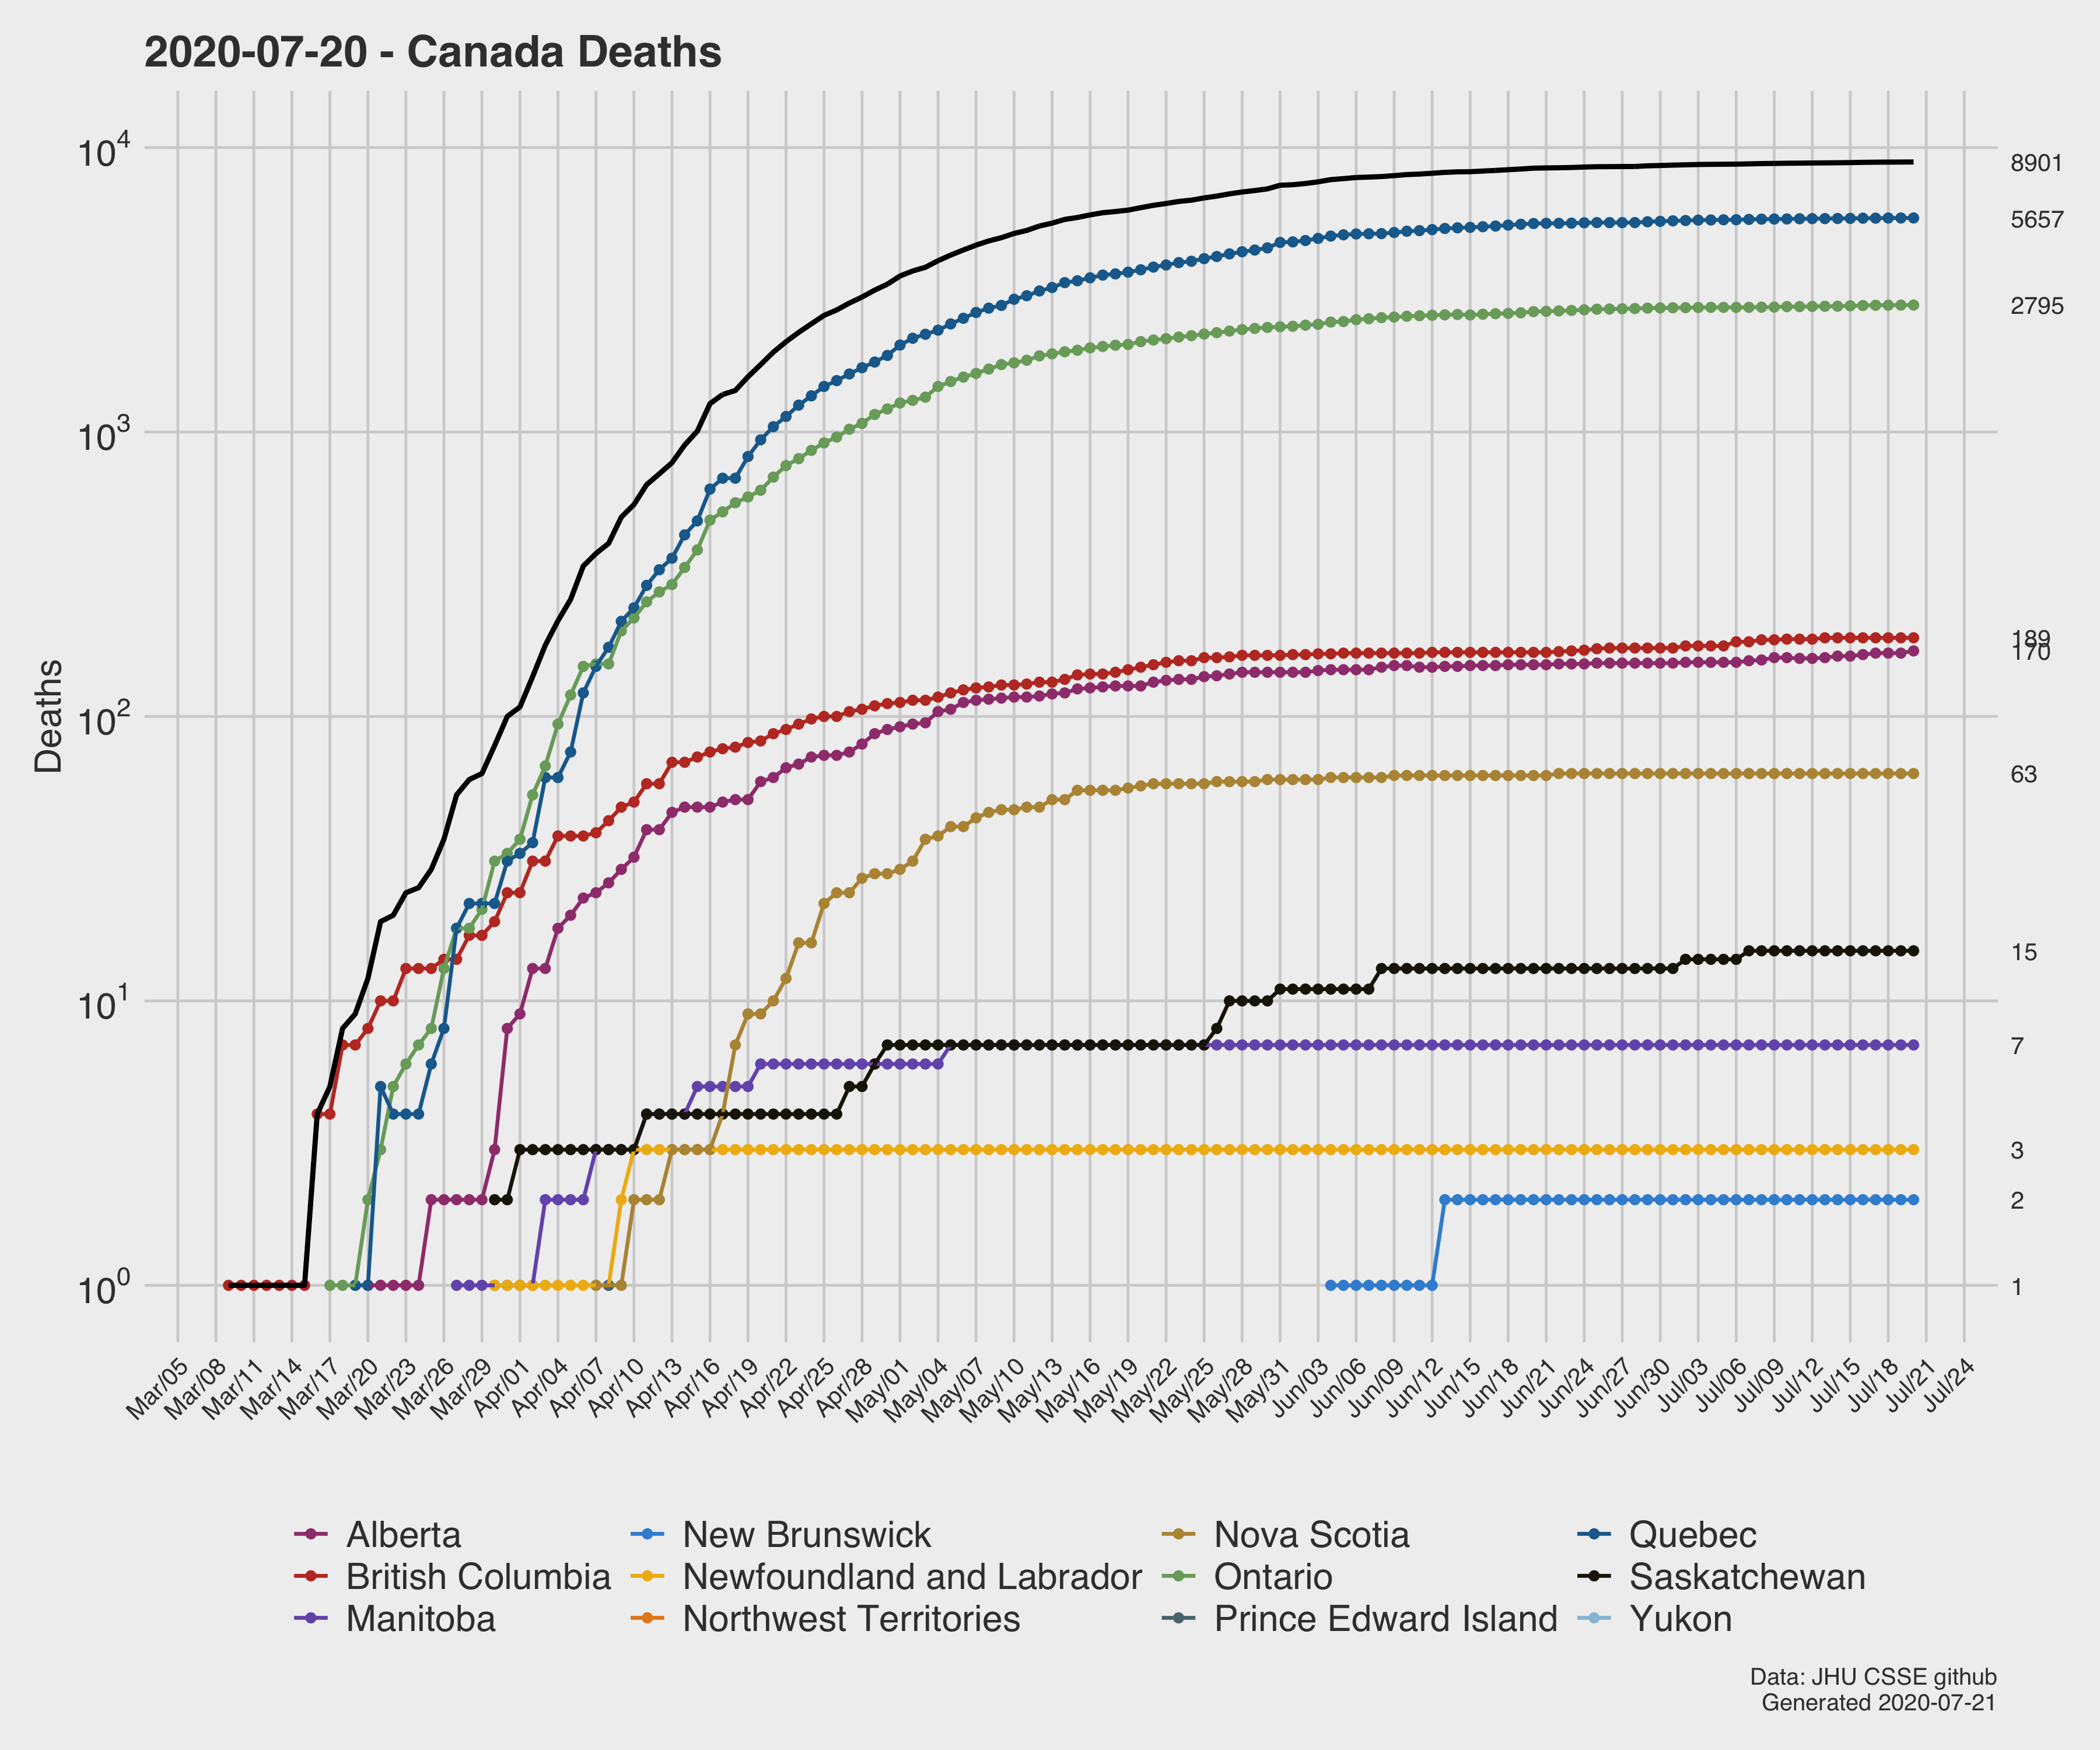 2020-07-20 - Canada Deaths
10^4
10^3
10^2
10^1
10^0
Deaths
8901
5657
2795
189
170
63
15
7
3
2
1
Mar/05
Mar/08
Mar/11
Mar/14
Mar/17
Mar/20
Mar/23
Mar/26
Mar/29
Apr/01
Apr/04
Apr/07
Apr/10
Apr/13
Apr/16
Apr/19
Apr/22
Apr/25
Apr/28
May/01
May/04
May/07
May/10
May/13
May/16
May/19
May/22
May/25
May/28
May/31
Jun/03
Jun/06
Jun/09
Jun/12
Jun/15
Jun/18
Jun/21
Jun/24
Jun/27
Jun/30
Jul/03
Jul/06
Jul/09
Jul/12
Jul/15
Jul/18
Jul/21
Jul/24
Alberta
British Columbia
Manitoba
New Brunswick
Newfoundland and Labrador
Northwest Territories
Nova Scotia
Ontario
Prince Edward Island
Quebec
Saskatchewan
Yukon
Data: JHU CSSE github
Generated 2020-07-21